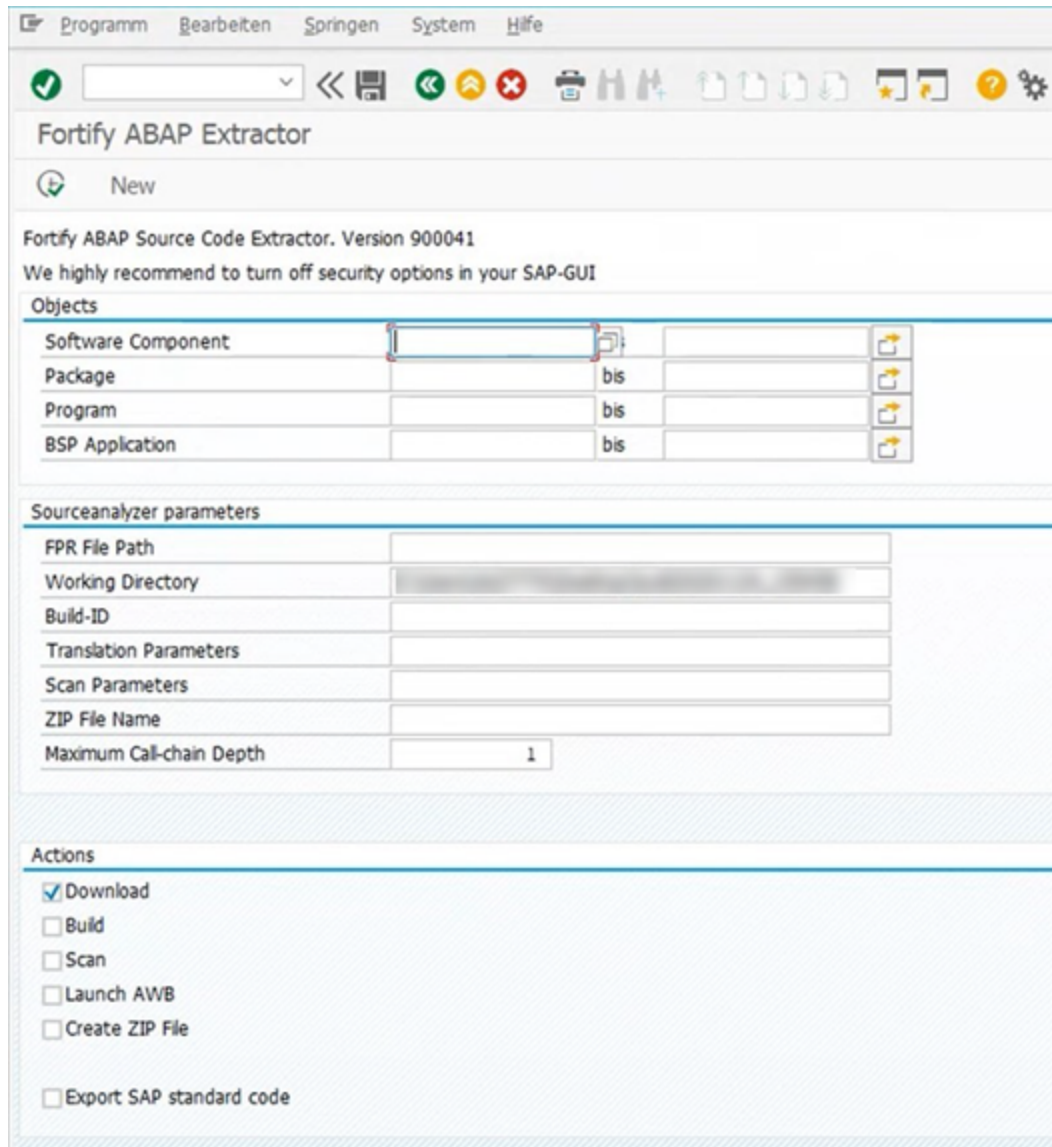 Programm Bearbeiten Springen System Hilfe
Fortify ABAP Extractor
New
Fortify ABAP Source Code Extractor. Version 900041
We highly recommend to turn off security options in your SAP-GUI
Objects
Software Component
Package bis
Program bis
BSP Application bis
Sourceanalyzer parameters
FPR File Path
Working Directory
Build-ID
Translation Parameters
Scan Parameters
ZIP File Name
Maximum Call-chain Depth 1
Actions
Download
Build
Scan
Launch AWB
Create ZIP File
Export SAP standard code